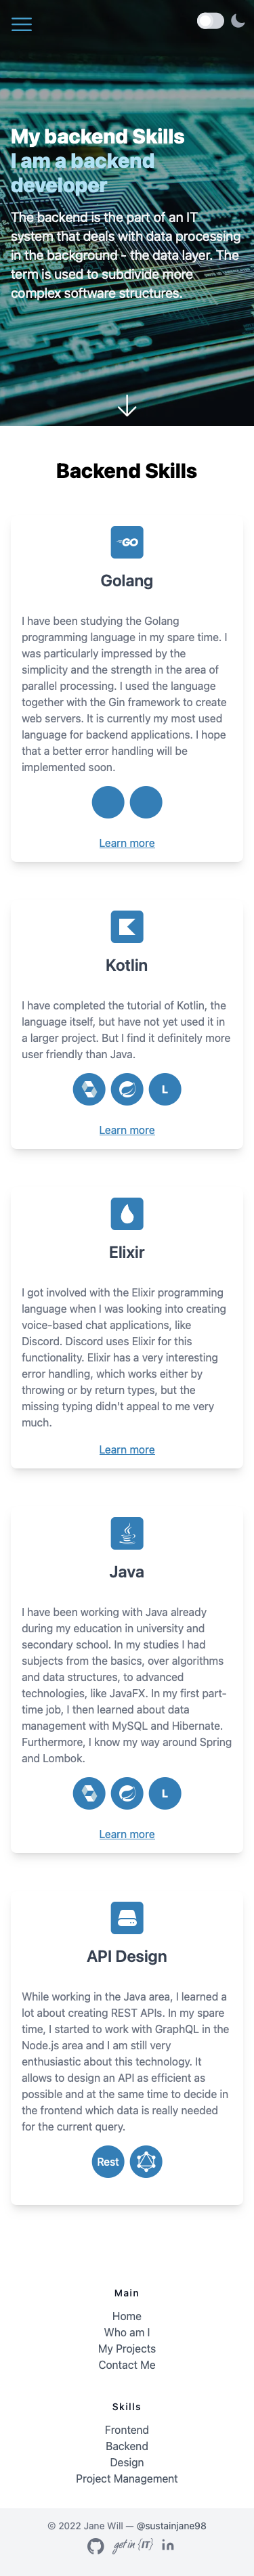 My backend Skills
I am a backend
developer
The backend is the part of an IT
system that deals with data processing
in the background - the data layer. The
term is used to subdivide more
complex software structures.
Backend Skills
GO
Golang
I have been studying the Golang
programming language in my spare time. I
was particularly impressed by the
simplicity and the strength in the area of
parallel processing. I used the language
together with the Gin framework to create
web servers. It is currently my most used
language for backend applications. I hope
that a better error handling will be
implemented soon.
Learn more
Kotlin
I have completed the tutorial of Kotlin, the
language itself, but have not yet used it in
a larger project. But I find it definitely more
user friendly than Java.
L
Learn more
Elixir
I got involved with the Elixir programming
language when I was looking into creating
voice-based chat applications, like
Discord. Discord uses Elixir for this
functionality. Elixir has a very interesting
error handling, which works either by
throwing or by return types, but the
missing typing didn't appeal to me very
much.
Learn more
Java
I have been working with Java already
during my education in university and
secondary school. In my studies I had
subjects from the basics, over algorithms
and data structures, to advanced
technologies, like JavaFX. In my first part-
time job, I then learned about data
management with MySQL and Hibernate.
Furthermore, I know my way around Spring
and Lombok.
L
Learn more
API Design
While working in the Java area, I learned a
lot about creating REST APIs. In my spare
time, I started to work with GraphQL in the
Node.js area and I am still very
enthusiastic about this technology. It
allows to design an API as efficient as
possible and at the same time to decide in
the frontend which data is really needed
for the current query.
Rest
Main
Home
Who am I
My Projects
Contact Me
Skills
Frontend
Backend
Design
Project Management
© 2022 Jane Will — @sustainjane98
get in {IT} in